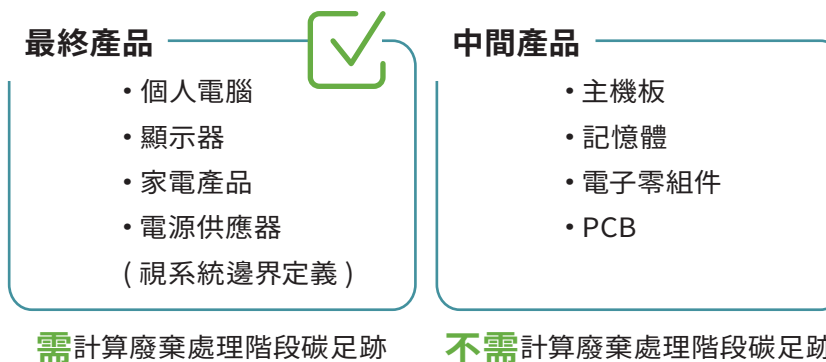 最終產品
• 個人電腦
• 顯示器
• 家電產品
• 電源供應器
( 視系統邊界定義 )
需計算廢棄處理階段碳足跡
中間產品
• 主機板
• 記憶體
• 電子零組件
• PCB
不需計算廢棄處理階段碳足跡